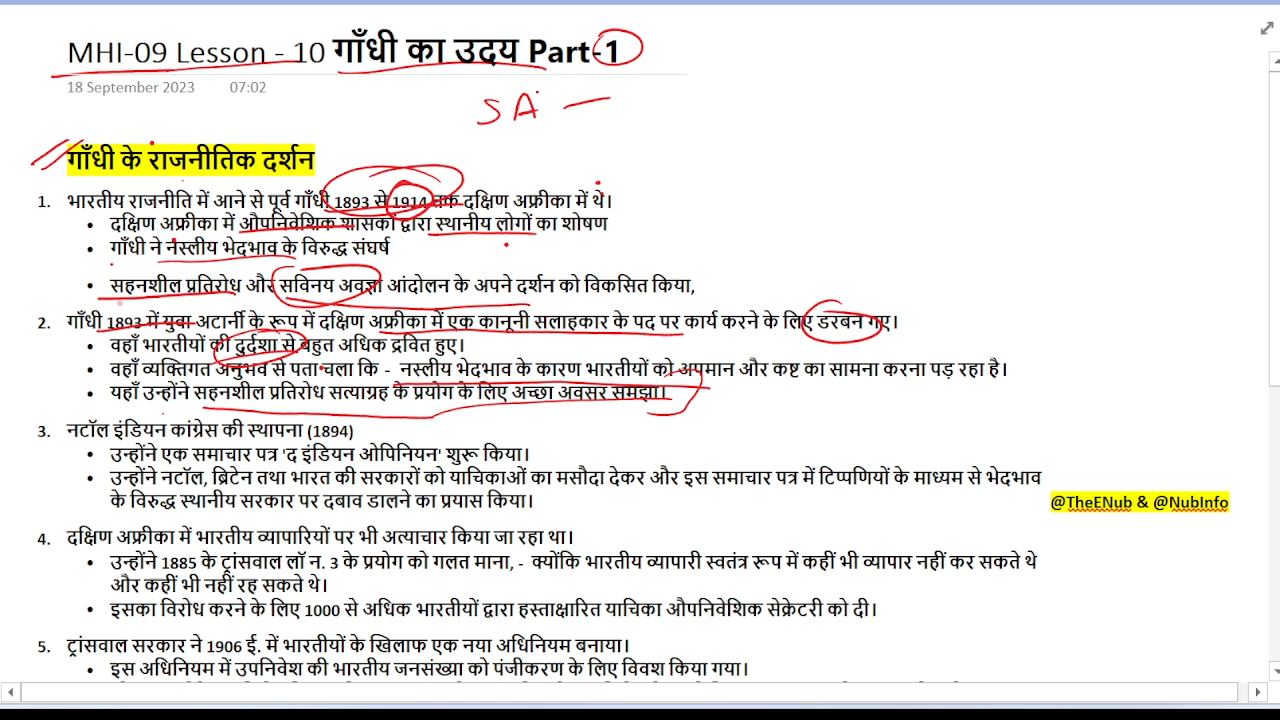 MHI-09 Lesson - 10 गाँधी का उदय Part-1
18 September 2023 07:02
SA –
गाँधी के राजनीतिक दर्शन
1. भारतीय राजनीति में आने से पूर्व गाँधी 1893 से 1914 तक दक्षिण अफ्रीका में थे।
• दक्षिण अफ्रीका में औपनिवेशिक शासकों द्वारा स्थानीय लोगों का शोषण
• गाँधी ने नस्लीय भेदभाव के विरुद्ध संघर्ष
• सहनशील प्रतिरोध और सविनय अवज्ञा आंदोलन के अपने दर्शन को विकसित किया,
2. गाँधी 1893 में युवा अटार्नी के रूप में दक्षिण अफ्रीका में एक कानूनी सलाहकार के पद पर कार्य करने के लिए डरबन गए।
• वहाँ भारतीयों की दुर्दशा से बहुत अधिक द्रवित हुए।
• वहाँ व्यक्तिगत अनुभव से पता चला कि - नस्लीय भेदभाव के कारण भारतीयों को अपमान और कष्ट का सामना करना पड़ रहा है।
• यहाँ उन्होंने सहनशील प्रतिरोध सत्याग्रह के प्रयोग के लिए अच्छा अवसर समझा।
3. नटॉल इंडियन कांग्रेस की स्थापना (1894)
• उन्होंने एक समाचार पत्र 'द इंडियन ओपिनियन' शुरू किया।
• उन्होंने नटॉल, ब्रिटेन तथा भारत की सरकारों को याचिकाओं का मसौदा देकर और इस समाचार पत्र में टिप्पणियों के माध्यम से भेदभाव
के विरुद्ध स्थानीय सरकार पर दबाव डालने का प्रयास किया।
@TheENub & @NubInfo
4. दक्षिण अफ्रीका में भारतीय व्यापारियों पर भी अत्याचार किया जा रहा था।
• उन्होंने 1885 के ट्रांसवाल लॉ न. 3 के प्रयोग को गलत माना, - क्योंकि भारतीय व्यापारी स्वतंत्र रूप में कहीं भी व्यापार नहीं कर सकते थे
और कहीं भी नहीं रह सकते थे।
• इसका विरोध करने के लिए 1000 से अधिक भारतीयों द्वारा हस्ताक्षारित याचिका औपनिवेशिक सेक्रेटरी को दी।
5. ट्रांसवाल सरकार ने 1906 ई. में भारतीयों के खिलाफ एक नया अधिनियम बनाया।
• इस अधिनियम में उपनिवेश की भारतीय जनसंख्या को पंजीकरण के लिए विवश किया गया।